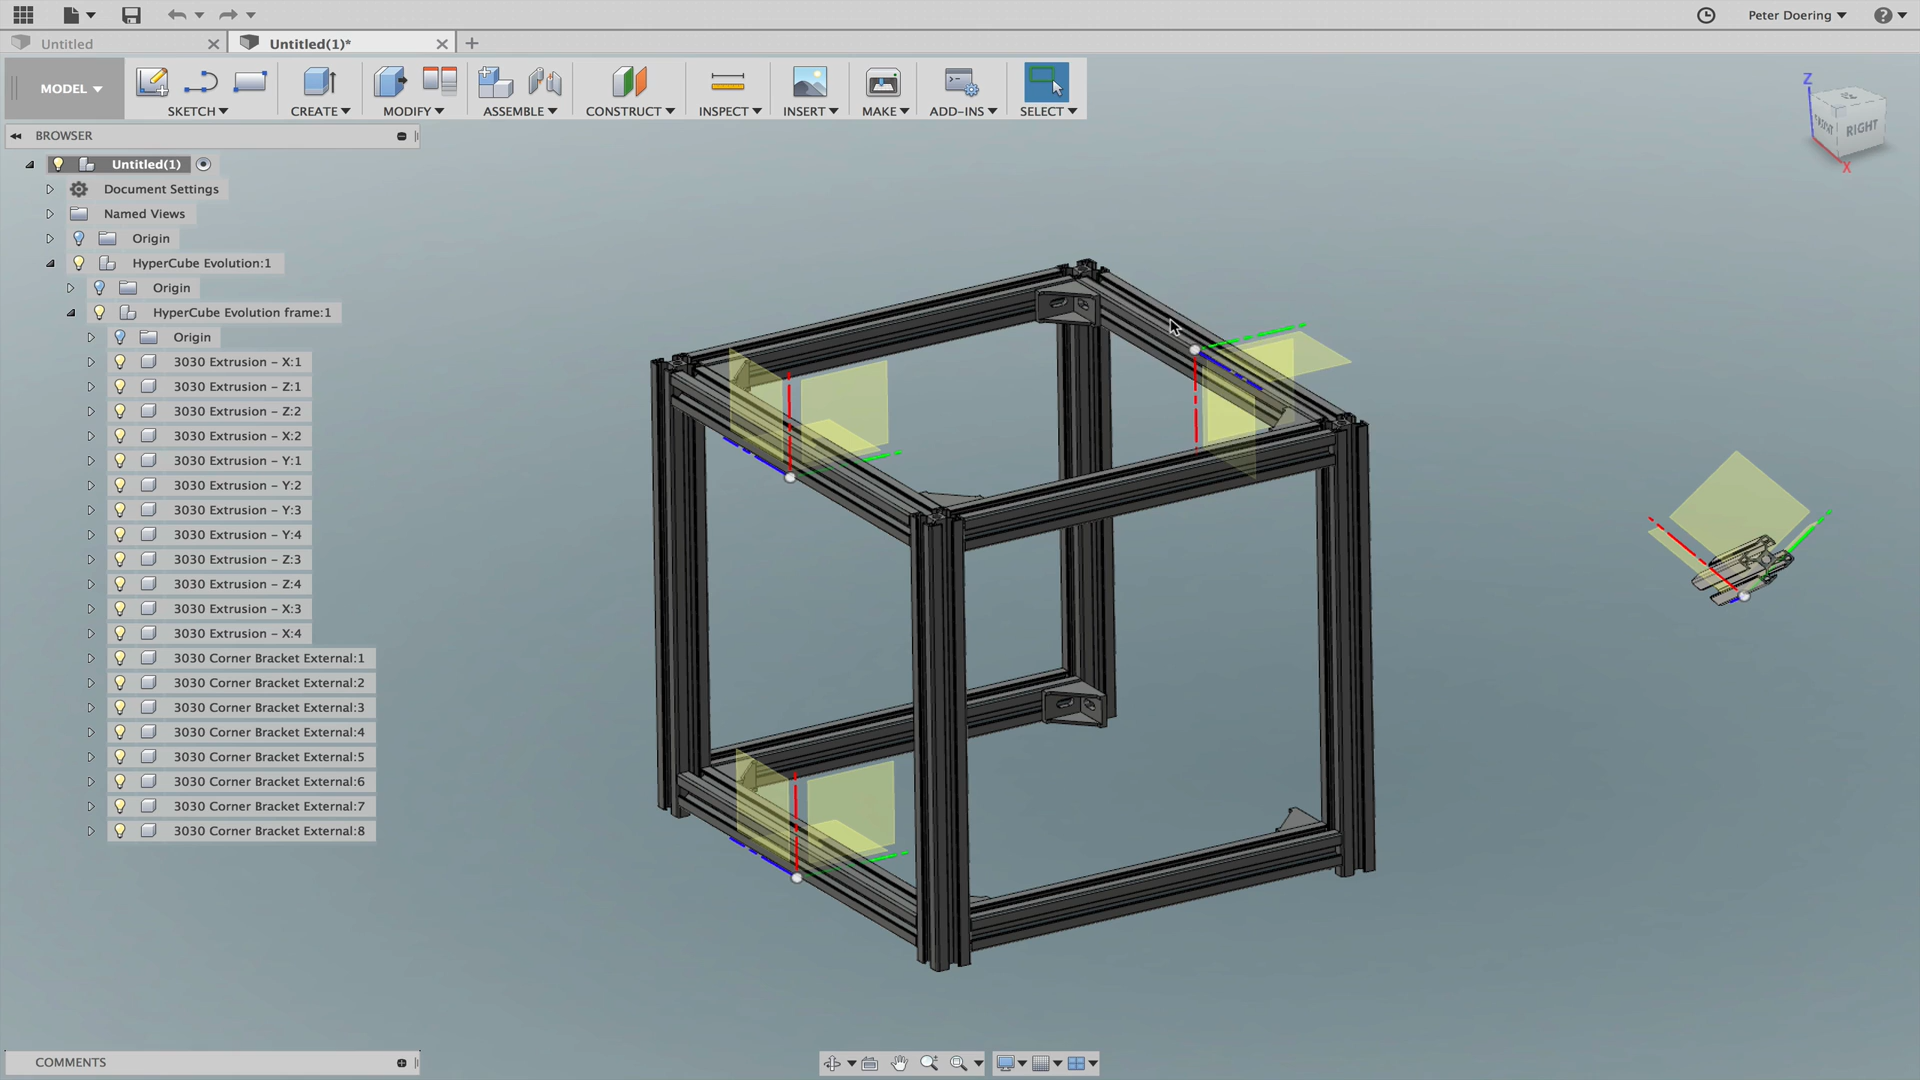 Peter Doering
Untitled
Untitled(1)*
MODEL
SKETCH
CREATE
MODIFY
ASSEMBLE
CONSTRUCT
INSPECT
INSERT
MAKE
ADD-INS
SELECT
Z
RIGHT
X
BROWSER
Untitled(1)
Document Settings
Named Views
Origin
HyperCube Evolution:1
Origin
HyperCube Evolution frame:1
Origin
3030 Extrusion - X:1
3030 Extrusion - Z:1
3030 Extrusion - Z:2
3030 Extrusion - X:2
3030 Extrusion - Y:1
3030 Extrusion - Y:2
3030 Extrusion - Y:3
3030 Extrusion - Y:4
3030 Extrusion - Z:3
3030 Extrusion - Z:4
3030 Extrusion - X:3
3030 Extrusion - X:4
3030 Corner Bracket External:1
3030 Corner Bracket External:2
3030 Corner Bracket External:3
3030 Corner Bracket External:4
3030 Corner Bracket External:5
3030 Corner Bracket External:6
3030 Corner Bracket External:7
3030 Corner Bracket External:8
COMMENTS